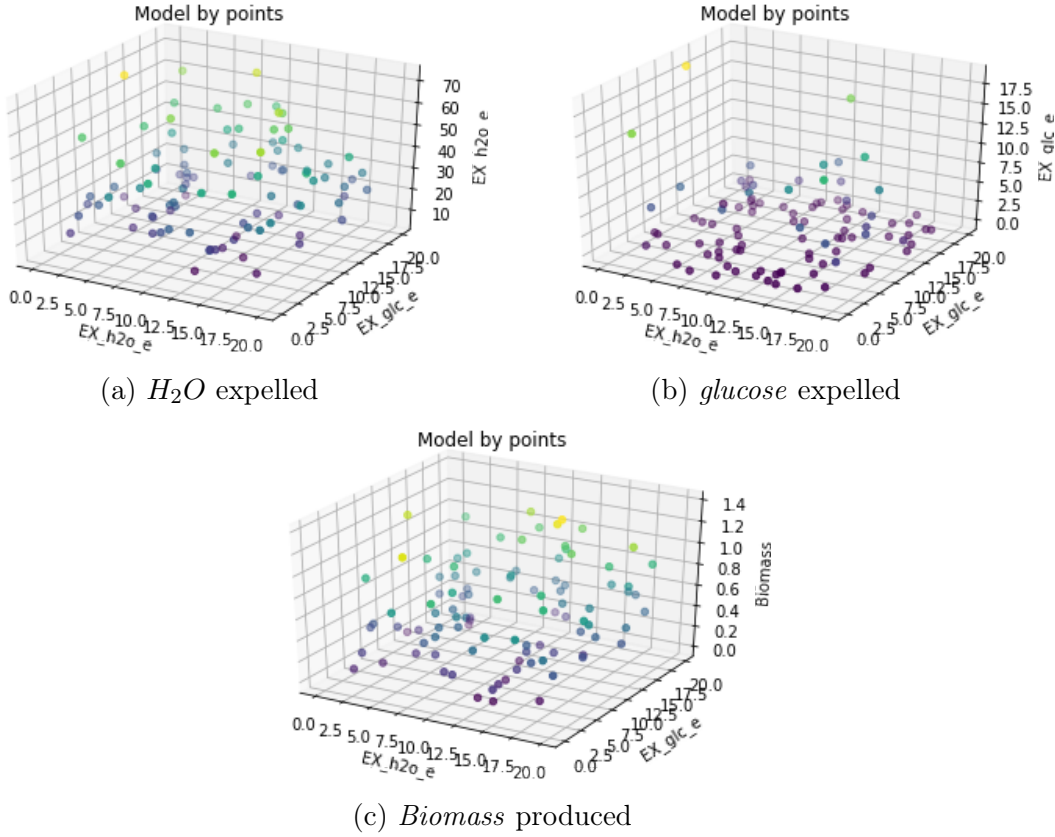 Model by points
70
60
50
40
30
20
10
EX_h2o_e
0.0 2.5 5.0 7.5 10.0 12.5 15.0 17.5 20.0
EX_h2o_e
0.0 2.5 5.0 7.5 10.0 12.5 15.0 17.5 20.0
EX_glc_e
(a) H2O expelled
Model by points
17.5
15.0
12.5
10.0
7.5
5.0
2.5
0.0
EX_glc_e
0.0 2.5 5.0 7.5 10.0 12.5 15.0 17.5 20.0
EX_h2o_e
0.0 2.5 5.0 7.5 10.0 12.5 15.0 17.5 20.0
EX_glc_e
(b) glucose expelled
Model by points
1.4
1.2
1.0
0.8
0.6
0.4
0.2
0.0
Biomass
0.0 2.5 5.0 7.5 10.0 12.5 15.0 17.5 20.0
EX_h2o_e
0.0 2.5 5.0 7.5 10.0 12.5 15.0 17.5 20.0
EX_glc_e
(c) Biomass produced